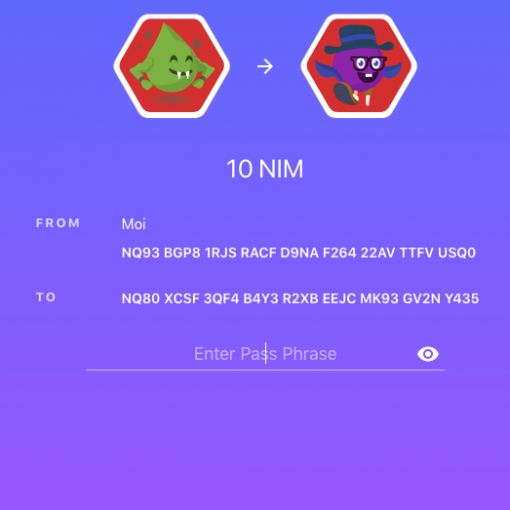 10 NIM
FROM Moi
NQ93 BGP8 1RJS RACF D9NA F264 22AV TTFV USQ0
TO NQ80 XCSF 3QF4 B4Y3 R2XB EEJC MK93 GV2N Y435
Enter Pass Phrase